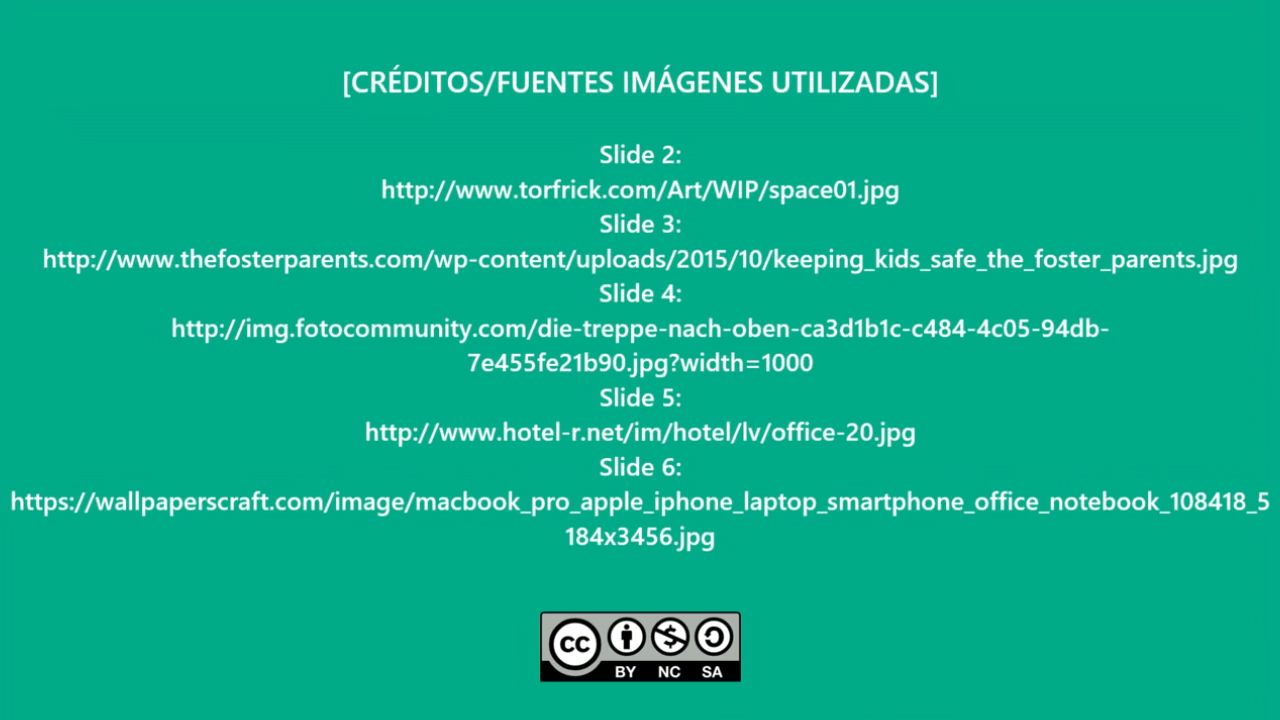 [CRÉDITOS/FUENTES IMÁGENES UTILIZADAS]
Slide 2:
http://www.torfrick.com/Art/WIP/space01.jpg
Slide 3:
http://www.thefosterparents.com/wp-content/uploads/2015/10/keeping_kids_safe_the_foster_parents.jpg
Slide 4:
http://img.fotocommunity.com/die-treppe-nach-oben-ca3d1b1c-c484-4c05-94db-
7e455fe21b90.jpg?width=1000
Slide 5:
http://www.hotel-r.net/im/hotel/lv/office-20.jpg
Slide 6:
https://wallpaperscraft.com/image/macbook_pro_apple_iphone_laptop_smartphone_office_notebook_108418_5
184x3456.jpg
cc
BY NC SA